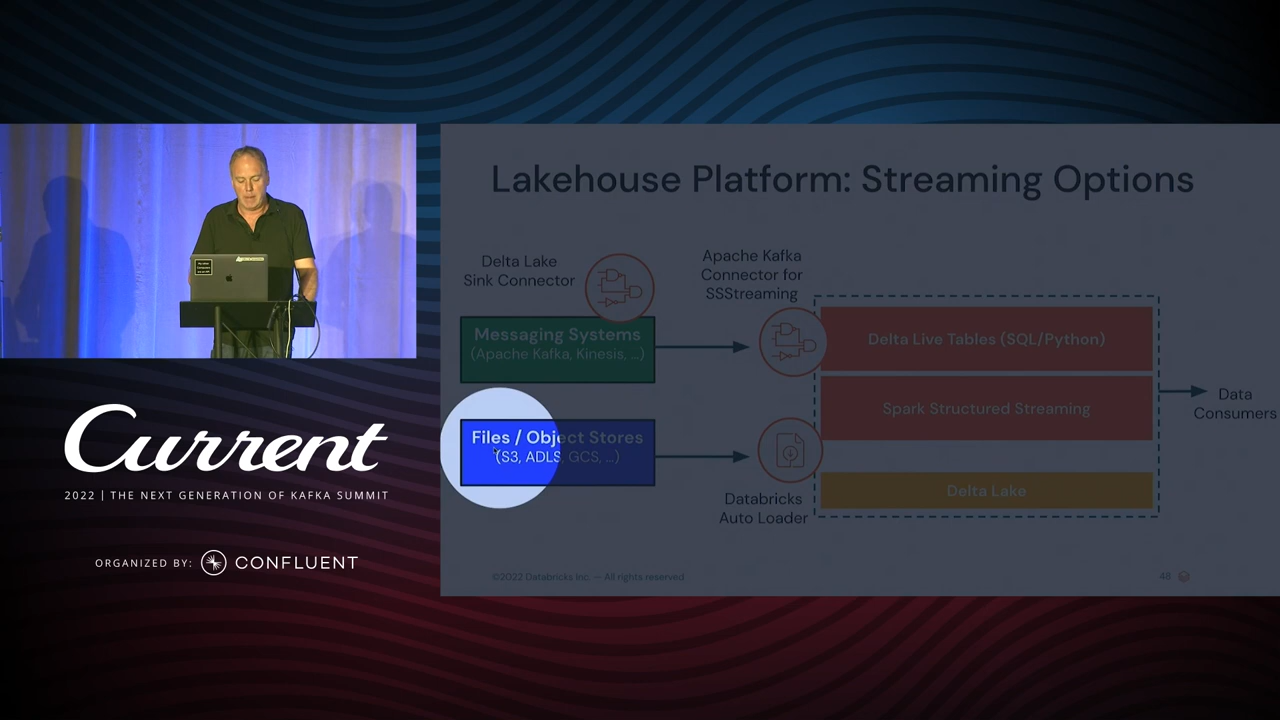 Lakehouse Platform: Streaming Options
Delta Lake
Sink Connector
Apache Kafka
Connector for
SSStreaming
Messaging Systems
(Apache Kafka, Kinesis, ...)
Delta Live Tables (SQL/Python)
Spark Structured Streaming
Data
Consumers
Files / Object Stores
(S3, ADLS, GCS, ...)
Databricks
Auto Loader
Delta Lake
©2022 Databricks Inc. — All rights reserved
48
Current
2022 | THE NEXT GENERATION OF KAFKA SUMMIT
ORGANIZED BY: CONFLUENT